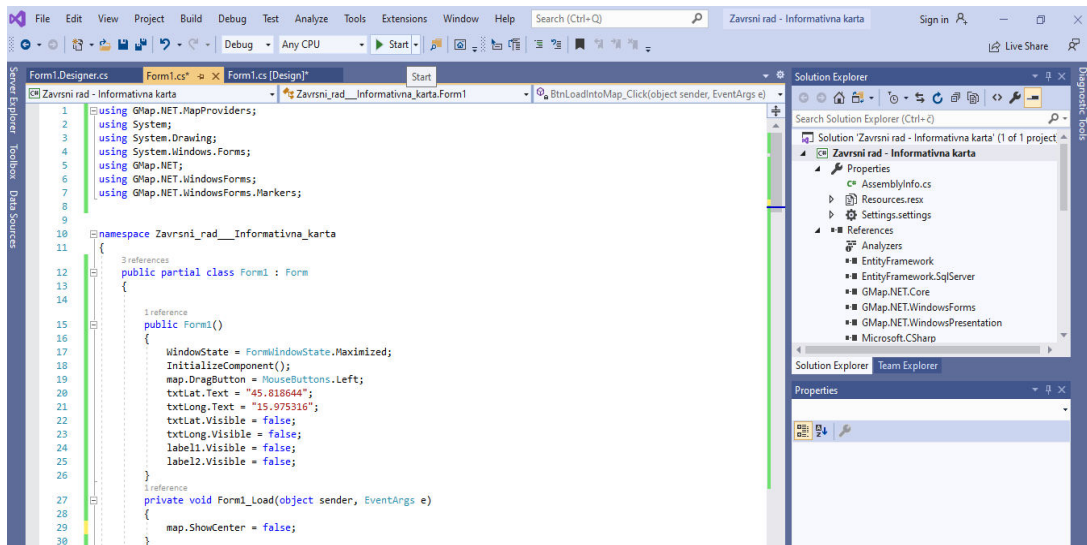 File Edit View Project Build Debug Test Analyze Tools Extensions Window Help Search (Ctrl+Q) Zavrsni rad - Informativna karta Sign in
Debug Any CPU Start Live Share
Form1.Designer.cs Form1.cs* Form1.cs [Design]*
Start
Zavrsni rad - Informativna karta Zavrsni_rad___Informativna_karta.Form1 BtnLoadIntoMap_Click(object sender, EventArgs e)
Server Explorer
Toolbox
Data Sources
1 using GMap.NET.MapProviders;
2 using System;
3 using System.Drawing;
4 using System.Windows.Forms;
5 using GMap.NET;
6 using GMap.NET.WindowsForms;
7 using GMap.NET.WindowsForms.Markers;
8
9
10 namespace Zavrsni_rad___Informativna_karta
11 {
3 references
12 public partial class Form1 : Form
13 {
14
1 reference
15 public Form1()
16 {
17 WindowState = FormWindowState.Maximized;
18 InitializeComponent();
19 map.DragButton = MouseButtons.Left;
20 txtLat.Text = "45.818644";
21 txtLong.Text = "15.975316";
22 txtLat.Visible = false;
23 txtLong.Visible = false;
24 label1.Visible = false;
25 label2.Visible = false;
26 }
1 reference
27 private void Form1_Load(object sender, EventArgs e)
28 {
29 map.ShowCenter = false;
30 }
Solution Explorer
Search Solution Explorer (Ctrl+č)
Solution 'Zavrsni rad - Informativna karta' (1 of 1 project
Zavrsni rad - Informativna karta
Properties
AssemblyInfo.cs
Resources.resx
Settings.settings
References
Analyzers
EntityFramework
EntityFramework.SqlServer
GMap.NET.Core
GMap.NET.WindowsForms
GMap.NET.WindowsPresentation
Microsoft.CSharp
Solution Explorer Team Explorer
Properties
Diagnostic Tools